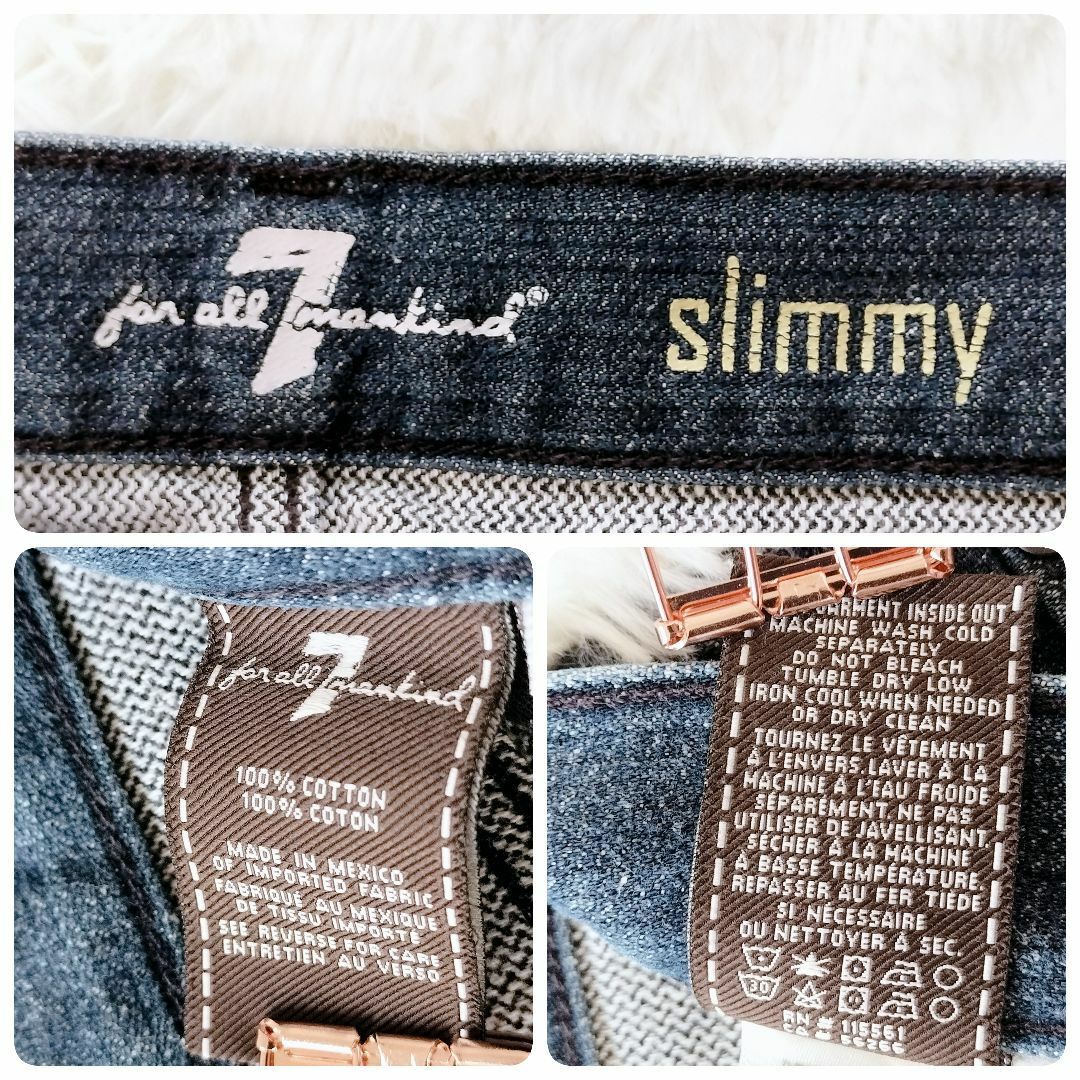 for all 7 mankind® slimmy
for all 7 mankind
100% COTTON
100% COTON
MADE IN MEXICO
OF IMPORTED FABRIC
FABRIQUÉ AU MEXIQUE
DE TISSU IMPORTÉ
SEE REVERSE FOR CARE
ENTRETIEN AU VERSO
GARMENT INSIDE OUT
MACHINE WASH COLD
SEPARATELY
DO NOT BLEACH
TUMBLE DRY LOW
IRON COOL WHEN NEEDED
OR DRY CLEAN
TOURNEZ LE VÊTEMENT
À L'ENVERS. LAVER À LA
MACHINE À L'EAU FROIDE
SÉPARÉMENT. NE PAS
UTILISER DE JAVELLISANT
SÉCHER À LA MACHINE
À BASSE TEMPÉRATURE.
REPASSER AU FER TIÈDE
SI NÉCESSAIRE
OU NETTOYER À SEC.
30
RN # 115561
CA # 56266